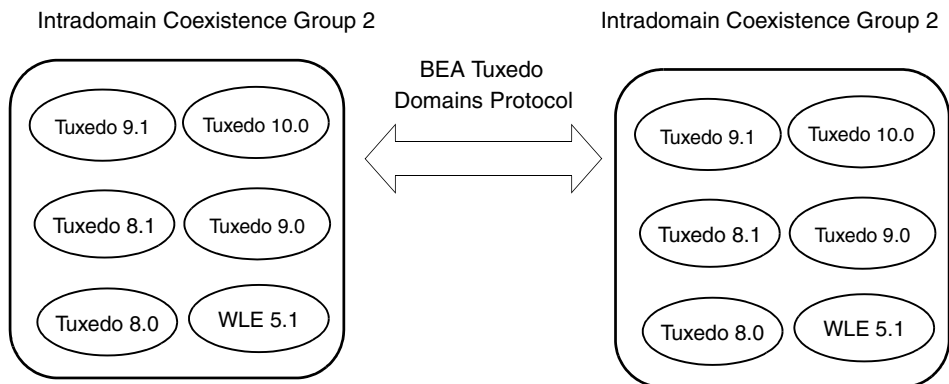 Intradomain Coexistence Group 2
Intradomain Coexistence Group 2
BEA Tuxedo
Domains Protocol
Tuxedo 9.1
Tuxedo 10.0
Tuxedo 8.1
Tuxedo 9.0
Tuxedo 8.0
WLE 5.1
Tuxedo 9.1
Tuxedo 10.0
Tuxedo 8.1
Tuxedo 9.0
Tuxedo 8.0
WLE 5.1